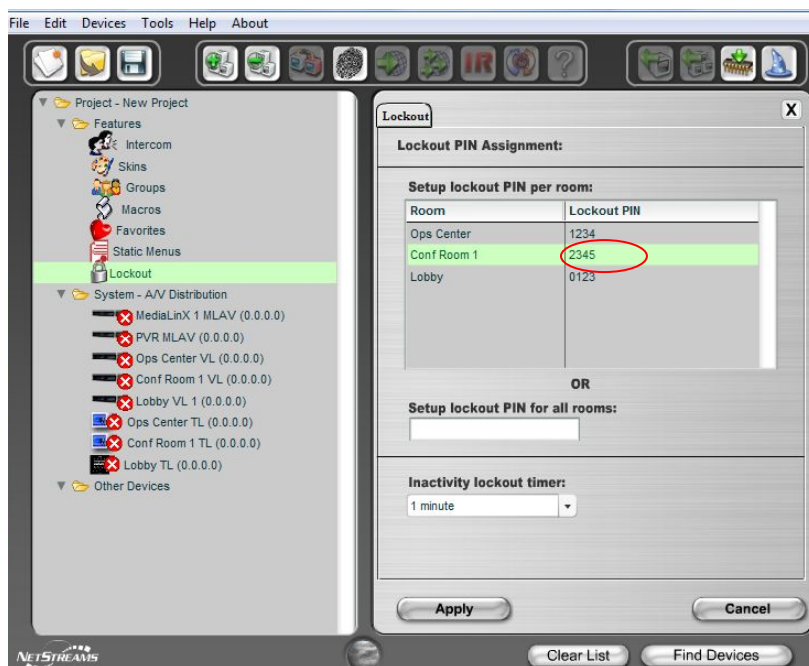 File Edit Devices Tools Help About
IR ?
Project - New Project
Features
Intercom
Skins
Groups
Macros
Favorites
Static Menus
Lockout
System - A/V Distribution
MediaLinX 1 MLAV (0.0.0.0)
PVR MLAV (0.0.0.0)
Ops Center VL (0.0.0.0)
Conf Room 1 VL (0.0.0.0)
Lobby VL 1 (0.0.0.0)
Ops Center TL (0.0.0.0)
Conf Room 1 TL (0.0.0.0)
Lobby TL (0.0.0.0)
Other Devices
Lockout X
Lockout PIN Assignment:
Setup lockout PIN per room:
Room Lockout PIN
Ops Center 1234
Conf Room 1 2345
Lobby 0123
OR
Setup lockout PIN for all rooms:
Inactivity lockout timer:
1 minute
Apply Cancel
NETSTREAMS Clear List Find Devices